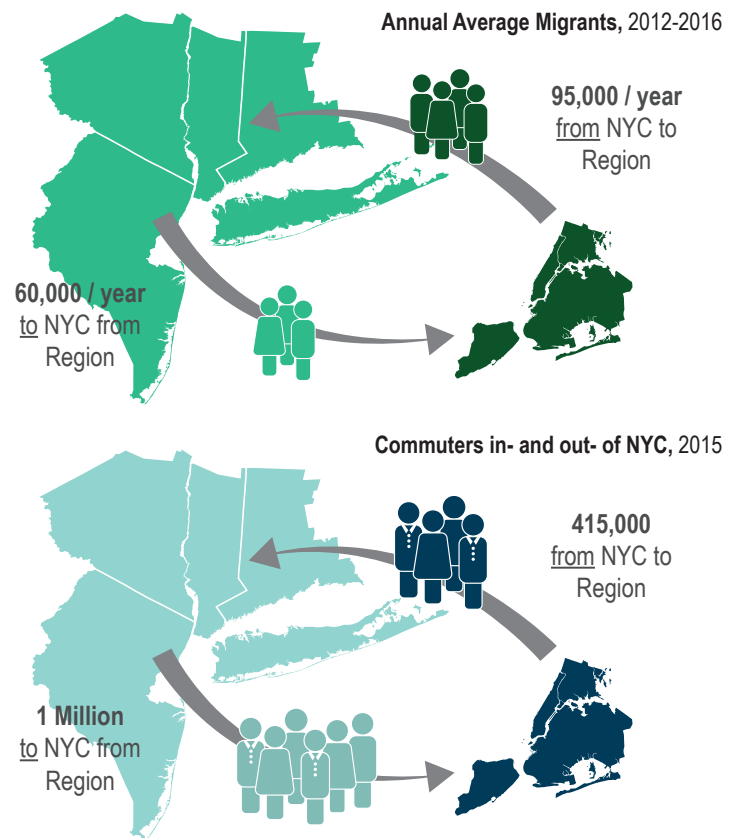 Annual Average Migrants, 2012-2016
95,000 / year
from NYC to
Region
60,000 / year
to NYC from
Region
Commuters in- and out- of NYC, 2015
415,000
from NYC to
Region
1 Million
to NYC from
Region